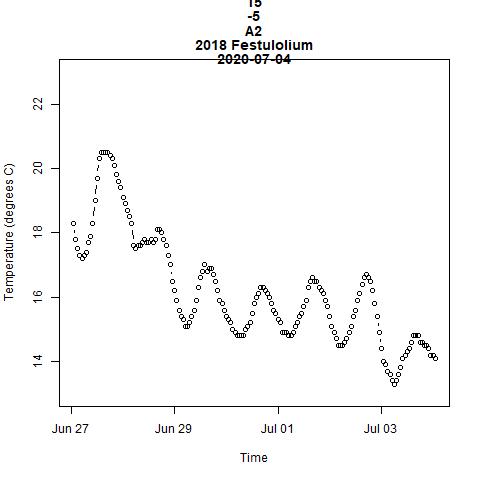 15
-5
A2
2018 Festulolium
2020-07-04
Temperature (degrees C)
22
20
18
16
14
Jun 27
Jun 29
Jul 01
Jul 03
Time